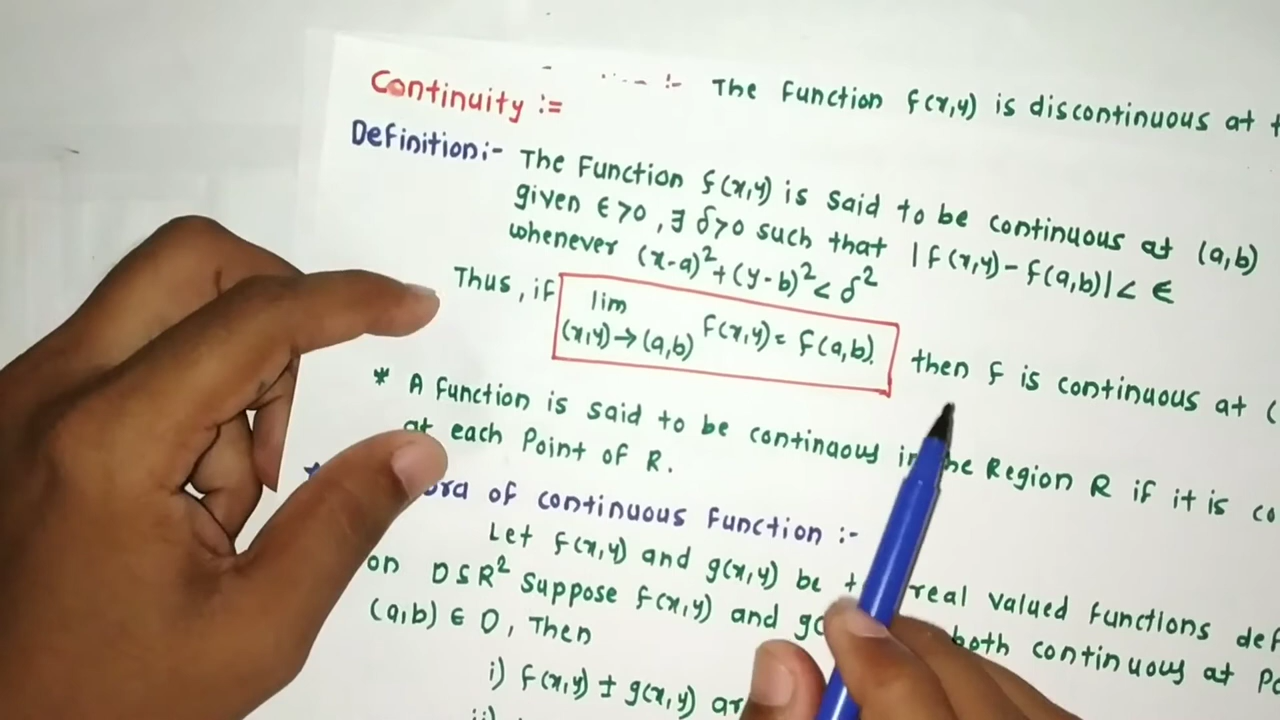 :- The Function f(x,y) is discontinuous at
Continuity :=
Definition:- The Function f(x,y) is said to be continuous at (a,b)
given ϵ>0, ∃ δ>0 such that |f(x,y)-f(a,b)|< ϵ
whenever (x-a)²+(y-b)²<δ²
Thus, if lim (x,y)→(a,b) f(x,y) = f(a,b). then f is continuous at (
* A function is said to be continuous in the Region R if it is co
at each Point of R.
of continuous Function :-
Let f(x,y) and g(x,y) be real valued functions def
on D⊆R² suppose f(x,y) and both continuous at Po
(a,b) ∈ D, Then
i) f(x,y) ± g(x,y) ar
ii)